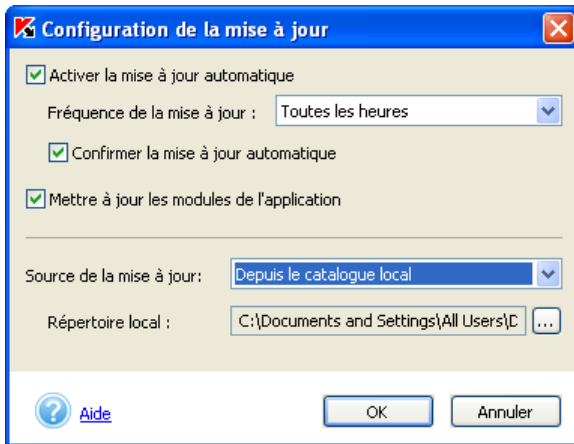 Configuration de la mise à jour
Activer la mise à jour automatique
Fréquence de la mise à jour : Toutes les heures
Confirmer la mise à jour automatique
Mettre à jour les modules de l'application
Source de la mise à jour: Depuis le catalogue local
Répertoire local : C:\Documents and Settings\All Users\D ...
Aide OK Annuler